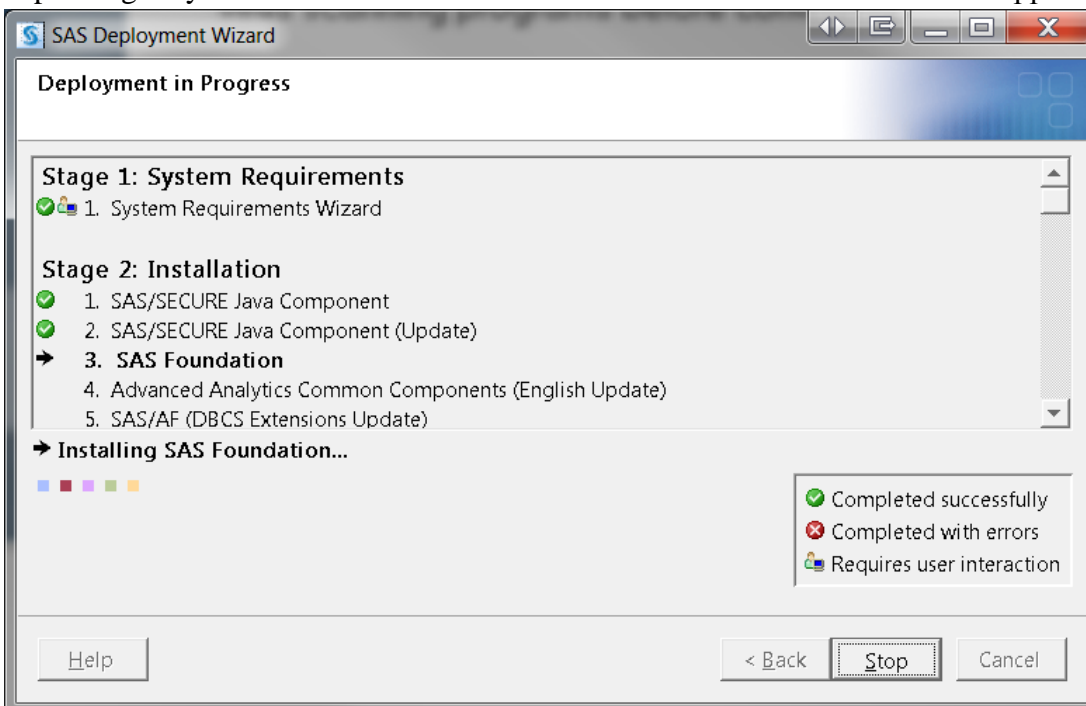 SAS Deployment Wizard
Deployment in Progress
Stage 1: System Requirements
1. System Requirements Wizard
Stage 2: Installation
1. SAS/SECURE Java Component
2. SAS/SECURE Java Component (Update)
3. SAS Foundation
4. Advanced Analytics Common Components (English Update)
5. SAS/AF (DBCS Extensions Update)
Installing SAS Foundation...
Completed successfully
Completed with errors
Requires user interaction
Help
< Back
Stop
Cancel